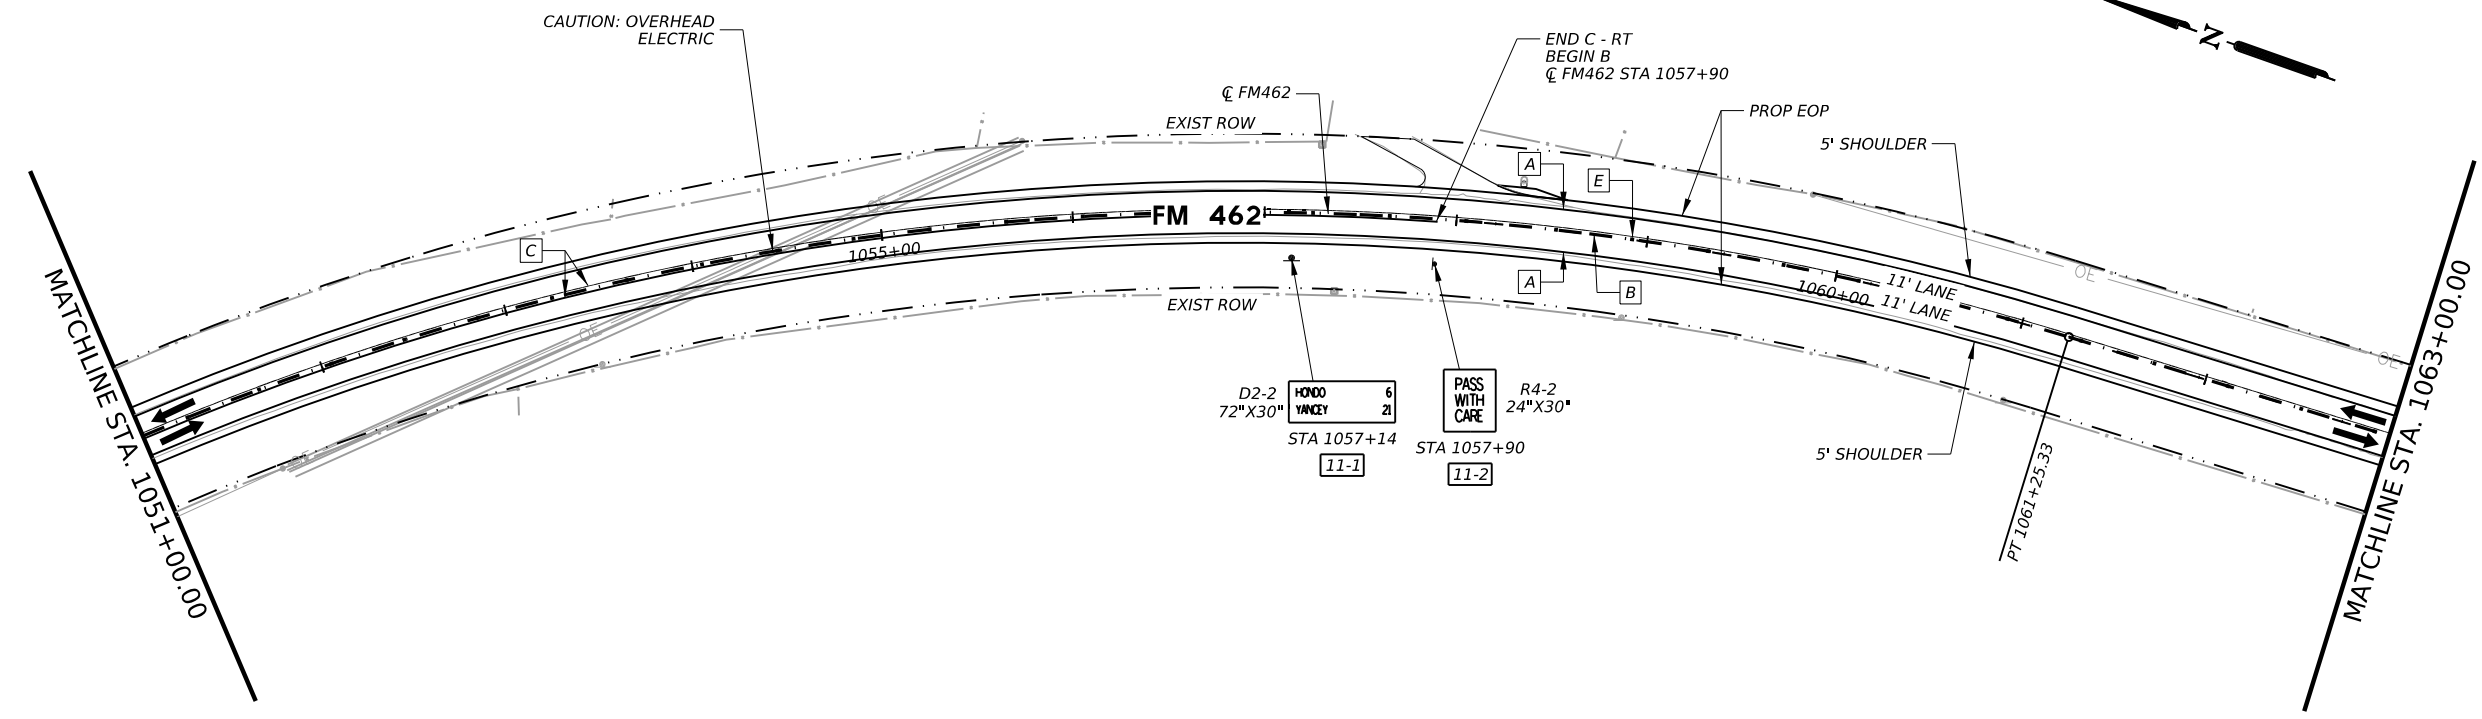 CAUTION: OVERHEAD
ELECTRIC
END C - RT
BEGIN B
℄ FM462 STA 1057+90
N
℄ FM462
EXIST ROW
PROP EOP
5' SHOULDER
A
E
OE
FM 462
C
1055+00
OE
A
B
EXIST ROW
1060+00
11' LANE
11' LANE
OE
OE
OE
MATCHLINE STA. 1051+00.00
MATCHLINE STA. 1063+00.00
D2-2
72"X30"
HONDO 6
YANCEY 21
STA 1057+14
11-1
PASS
WITH
CARE
R4-2
24"X30"
STA 1057+90
11-2
5' SHOULDER
PT 1061+25.33